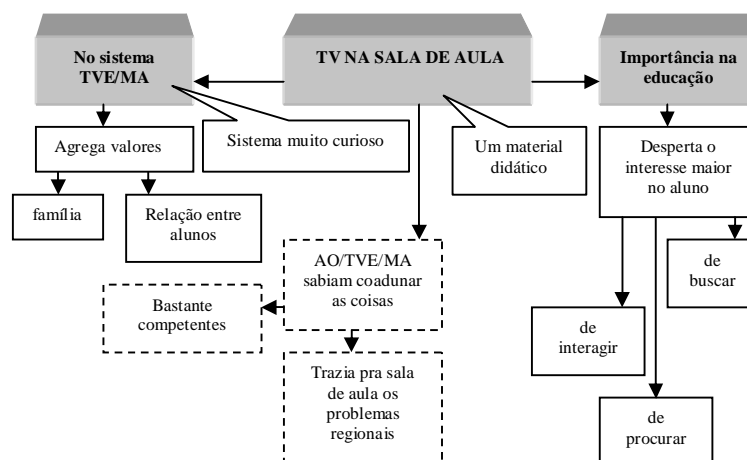 No sistema
TVE/MA
TV NA SALA DE AULA
Importância na
educação
Agrega valores
Sistema muito curioso
Um material
didático
Desperta o
interesse maior
no aluno
família
Relação entre
alunos
AO/TVE/MA
sabiam coadunar
as coisas
de
buscar
Bastante
competentes
de
interagir
Trazia pra sala
de aula os
problemas
regionais
de
procurar